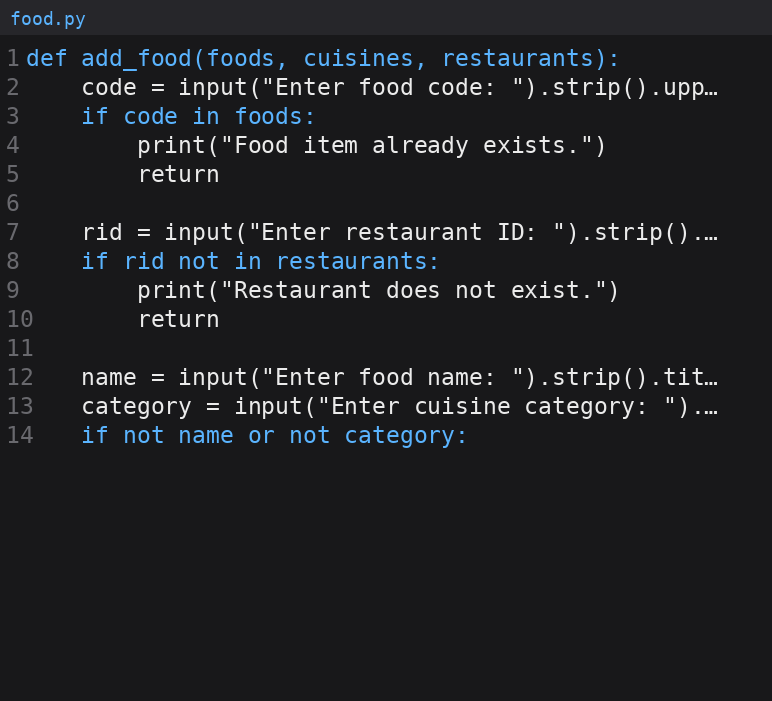 food.py
1 def add_food(foods, cuisines, restaurants):
2     code = input("Enter food code: ").strip().upp…
3     if code in foods:
4         print("Food item already exists.")
5         return
6
7     rid = input("Enter restaurant ID: ").strip().…
8     if rid not in restaurants:
9         print("Restaurant does not exist.")
10         return
11
12     name = input("Enter food name: ").strip().tit…
13     category = input("Enter cuisine category: ").…
14     if not name or not category: